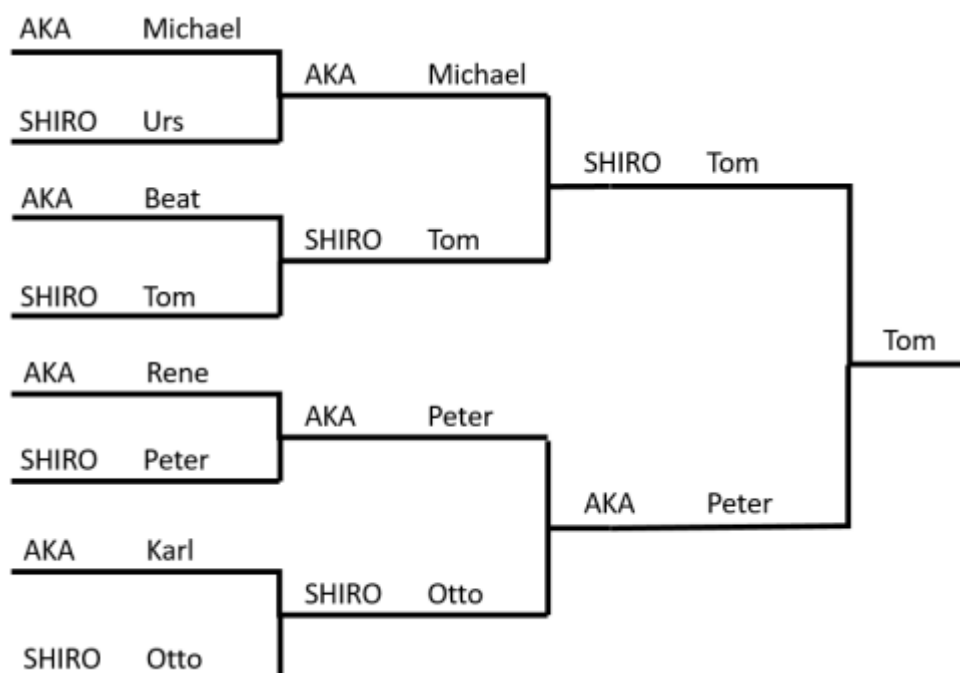 AKA Michael
SHIRO Urs
AKA Beat
SHIRO Tom
AKA Rene
SHIRO Peter
AKA Karl
SHIRO Otto
AKA Michael
SHIRO Tom
AKA Peter
SHIRO Otto
SHIRO Tom
AKA Peter
Tom